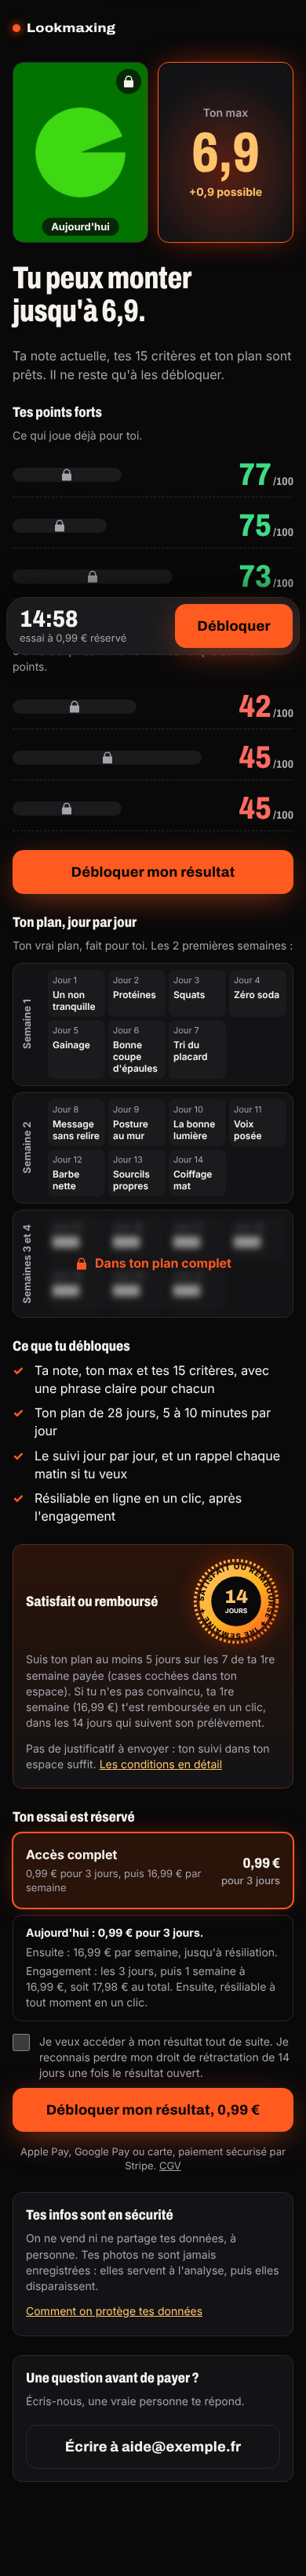 Lookmaxing
Aujourd'hui
Ton max
6,9
+0,9 possible
Tu peux monter
jusqu'à 6,9.
Ta note actuelle, tes 15 critères et ton plan sont
prêts. Il ne reste qu'à les débloquer.
Tes points forts
Ce qui joue déjà pour toi.
77 /100
75 /100
73 /100
14:58
essai à 0,99 € réservé
Débloquer
points.
42 /100
45 /100
45 /100
Débloquer mon résultat
Ton plan, jour par jour
Ton vrai plan, fait pour toi. Les 2 premières semaines :
Semaine 1
Jour 1
Un non
tranquille
Jour 2
Protéines
Jour 3
Squats
Jour 4
Zéro soda
Jour 5
Gainage
Jour 6
Bonne
coupe
d'épaules
Jour 7
Tri du
placard
Semaine 2
Jour 8
Message
sans relire
Jour 9
Posture
au mur
Jour 10
La bonne
lumière
Jour 11
Voix
posée
Jour 12
Barbe
nette
Jour 13
Sourcils
propres
Jour 14
Coiffage
mat
Semaines 3 et 4
Dans ton plan complet
Ce que tu débloques
Ta note, ton max et tes 15 critères, avec
une phrase claire pour chacun
Ton plan de 28 jours, 5 à 10 minutes par
jour
Le suivi jour par jour, et un rappel chaque
matin si tu veux
Résiliable en ligne en un clic, après
l'engagement
Satisfait ou remboursé
SATISFAIT OU REMBOURSÉ
1RE SEMAINE
14
JOURS
Suis ton plan au moins 5 jours sur les 7 de ta 1re
semaine payée (cases cochées dans ton
espace). Si tu n'es pas convaincu, ta 1re
semaine (16,99 €) t'est remboursée en un clic,
dans les 14 jours qui suivent son prélèvement.
Pas de justificatif à envoyer : ton suivi dans ton
espace suffit. Les conditions en détail
Ton essai est réservé
Accès complet
0,99 € pour 3 jours, puis 16,99 € par
semaine
0,99 €
pour 3 jours
Aujourd'hui : 0,99 € pour 3 jours.
Ensuite : 16,99 € par semaine, jusqu'à résiliation.
Engagement : les 3 jours, puis 1 semaine à
16,99 €, soit 17,98 € au total. Ensuite, résiliable à
tout moment en un clic.
Je veux accéder à mon résultat tout de suite. Je
reconnais perdre mon droit de rétractation de 14
jours une fois le résultat ouvert.
Débloquer mon résultat, 0,99 €
Apple Pay, Google Pay ou carte, paiement sécurisé par
Stripe. CGV
Tes infos sont en sécurité
On ne vend ni ne partage tes données, à
personne. Tes photos ne sont jamais
enregistrées : elles servent à l'analyse, puis elles
disparaissent.
Comment on protège tes données
Une question avant de payer ?
Écris-nous, une vraie personne te répond.
Écrire à aide@exemple.fr